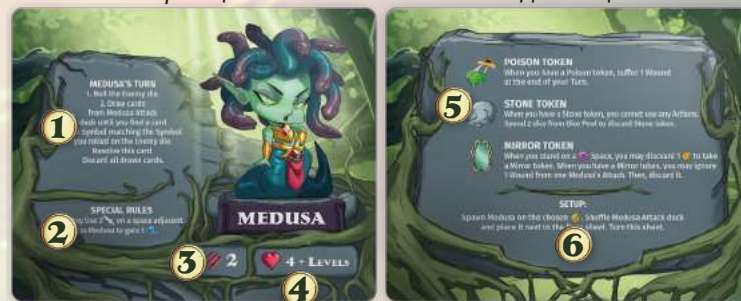 MEDUSA'S TURN
1. Roll the Enemy die.
2. Draw cards
from Medusa Attack
deck until you find a card
Symbol matching the Symbol
you rolled on the Enemy die.
Resolve this card
Discard all drawn cards.
1
SPECIAL RULES
Use 2 on a space adjacent
to Medusa to gain 1
2
MEDUSA
3
2
4 + LEVELS
4
POISON TOKEN
When you have a Poison token, suffer 1 Wound
at the end of your Turn.
5
STONE TOKEN
When you have a Stone token, you cannot use any Actions.
Spend 2 dice from Dice Pool to discard Stone token.
MIRROR TOKEN
When you stand on a space, you may discard 1 to take
a Mirror token. When you have a Mirror token, you may ignore
1 Wound from one Medusa's Attack. Then, discard it.
SETUP:
Spawn Medusa on the chosen . Shuffle Medusa Attack deck
and place it next to the sheet. Turn this sheet.
6